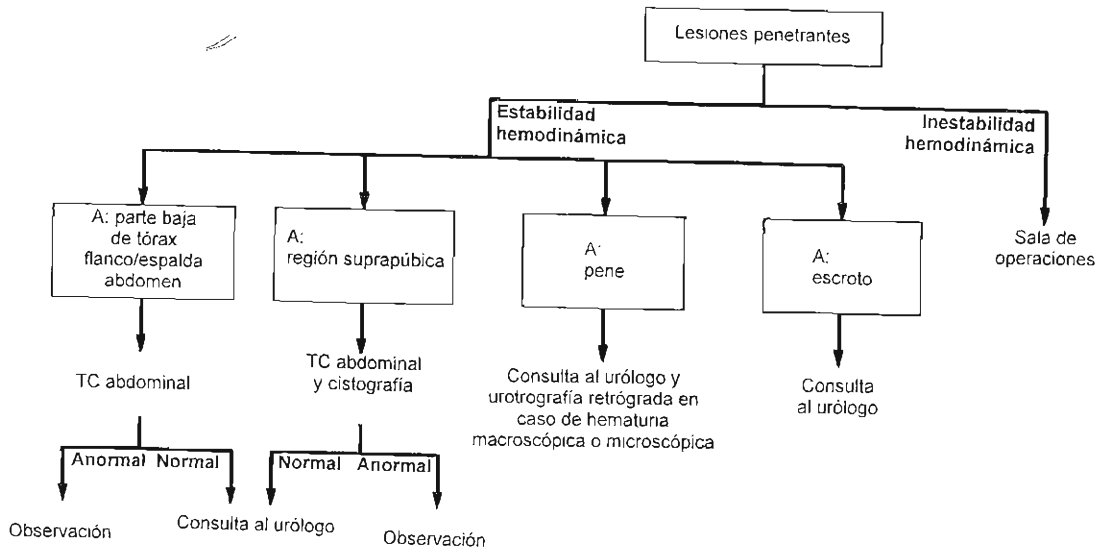 Lesiones penetrantes
Estabilidad
hemodinámica
Inestabilidad
hemodinámica
A: parte baja
de tórax
flanco/espalda
abdomen
A:
región suprapúbica
A:
pene
A:
escroto
Sala de
operaciones
TC abdominal
TC abdominal
y cistografía
Consulta al urólogo y
urotrografía retrógrada en
caso de hematuria
macroscópica o microscópica
Consulta
al urólogo
Anormal Normal
Normal Anormal
Observación
Consulta al urólogo
Observación